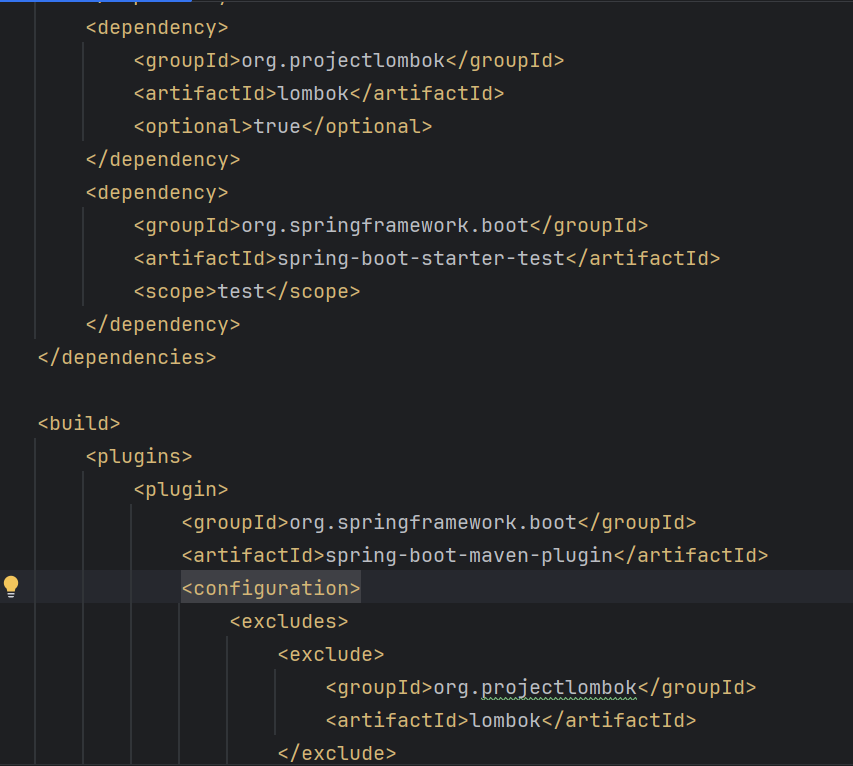 <dependency>
<groupId>org.projectlombok</groupId>
<artifactId>lombok</artifactId>
<optional>true</optional>
</dependency>
<dependency>
<groupId>org.springframework.boot</groupId>
<artifactId>spring-boot-starter-test</artifactId>
<scope>test</scope>
</dependency>
</dependencies>
<build>
<plugins>
<plugin>
<groupId>org.springframework.boot</groupId>
<artifactId>spring-boot-maven-plugin</artifactId>
<configuration>
<excludes>
<exclude>
<groupId>org.projectlombok</groupId>
<artifactId>lombok</artifactId>
</exclude>